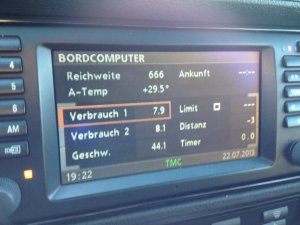 BORDCOMPUTER
Reichweite 666 Ankunft --:--
A-Temp +29.5°
Verbrauch 1 7.9 Limit ---
Verbrauch 2 8.1 Distanz -3
Geschw. 44.1 Timer 0.0
TMC
19:22 22.07.2013
4
5
6
AM